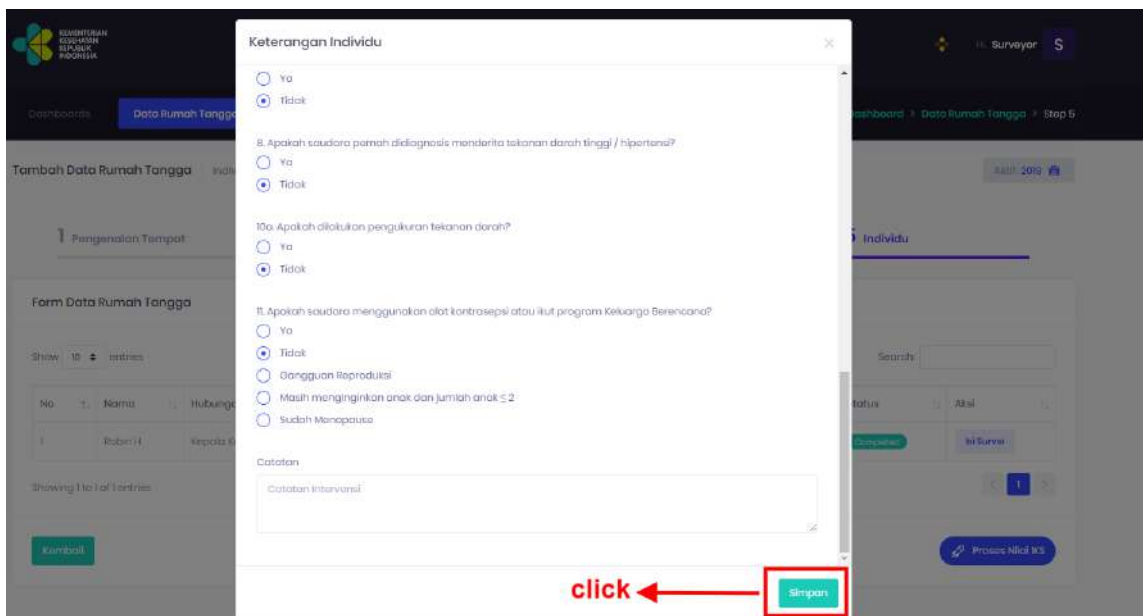 KEMENTERIAN
KESEHATAN
REPUBLIK
INDONESIA
Keterangan Individu
×
Surveyor S
Dashboards
Data Rumah Tangga
Dashboard > Data Rumah Tangga > Step 5
Tambah Data Rumah Tangga
2019
1 Pengenalan Tempat
Individu
Ya
Tidak
8. Apakah saudara pernah didiagnosis menderita tekanan darah tinggi / hipertensi?
Ya
Tidak
10a. Apakah dilakukan pengukuran tekanan darah?
Ya
Tidak
11. Apakah saudara menggunakan alat kontrasepsi atau ikut program Keluarga Berencana?
Ya
Tidak
Gangguan Reproduksi
Masih menginginkan anak dan jumlah anak ≤ 2
Sudah Menopause
Catatan
Catatan Intervensi
Form Data Rumah Tangga
Show 10 entries
Search:
No. Nama
Aksi
1 Robin H
Completed
Isi Survei
Showing 1 to 1 of 1 entries
1
Kembali
Proses Nilai IKS
click
Simpan